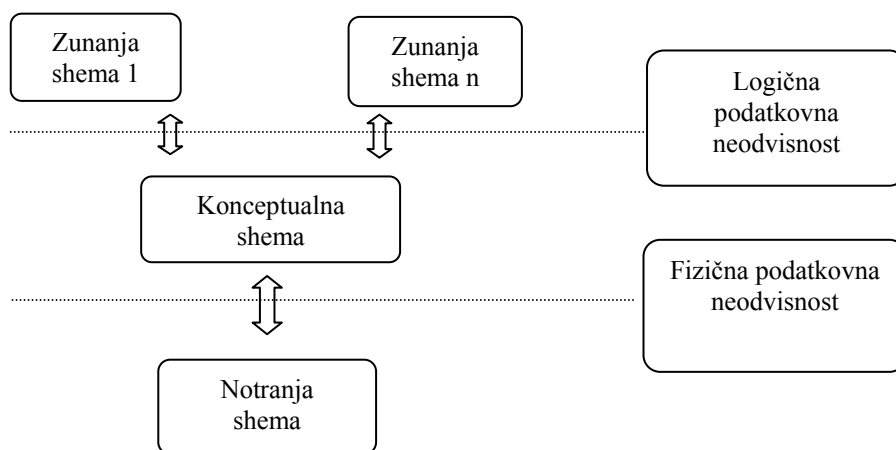 Zunanja
shema 1
Zunanja
shema n
Logična
podatkovna
neodvisnost
Konceptualna
shema
Fizična podatkovna
neodvisnost
Notranja
shema